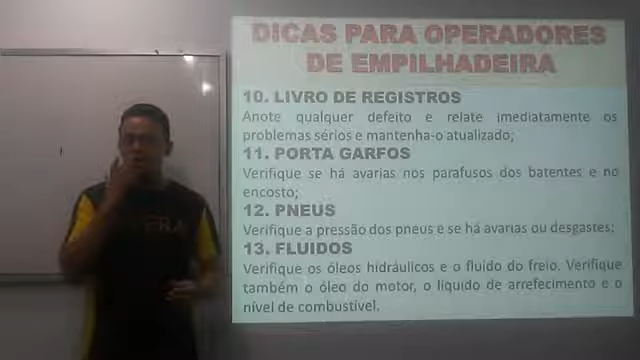 DICAS PARA OPERADORES
DE EMPILHADEIRA
10. LIVRO DE REGISTROS
Anote qualquer defeito e relate imediatamente os
problemas sérios e mantenha-o atualizado;
11. PORTA GARFOS
Verifique se há avarias nos parafusos dos batentes e no
encosto;
12. PNEUS
Verifique a pressão dos pneus e se há avarias ou desgastes;
13. FLUIDOS
Verifique os óleos hidráulicos e o fluido do freio. Verifique
também o óleo do motor, o líquido de arrefecimento e o
nível de combustível.